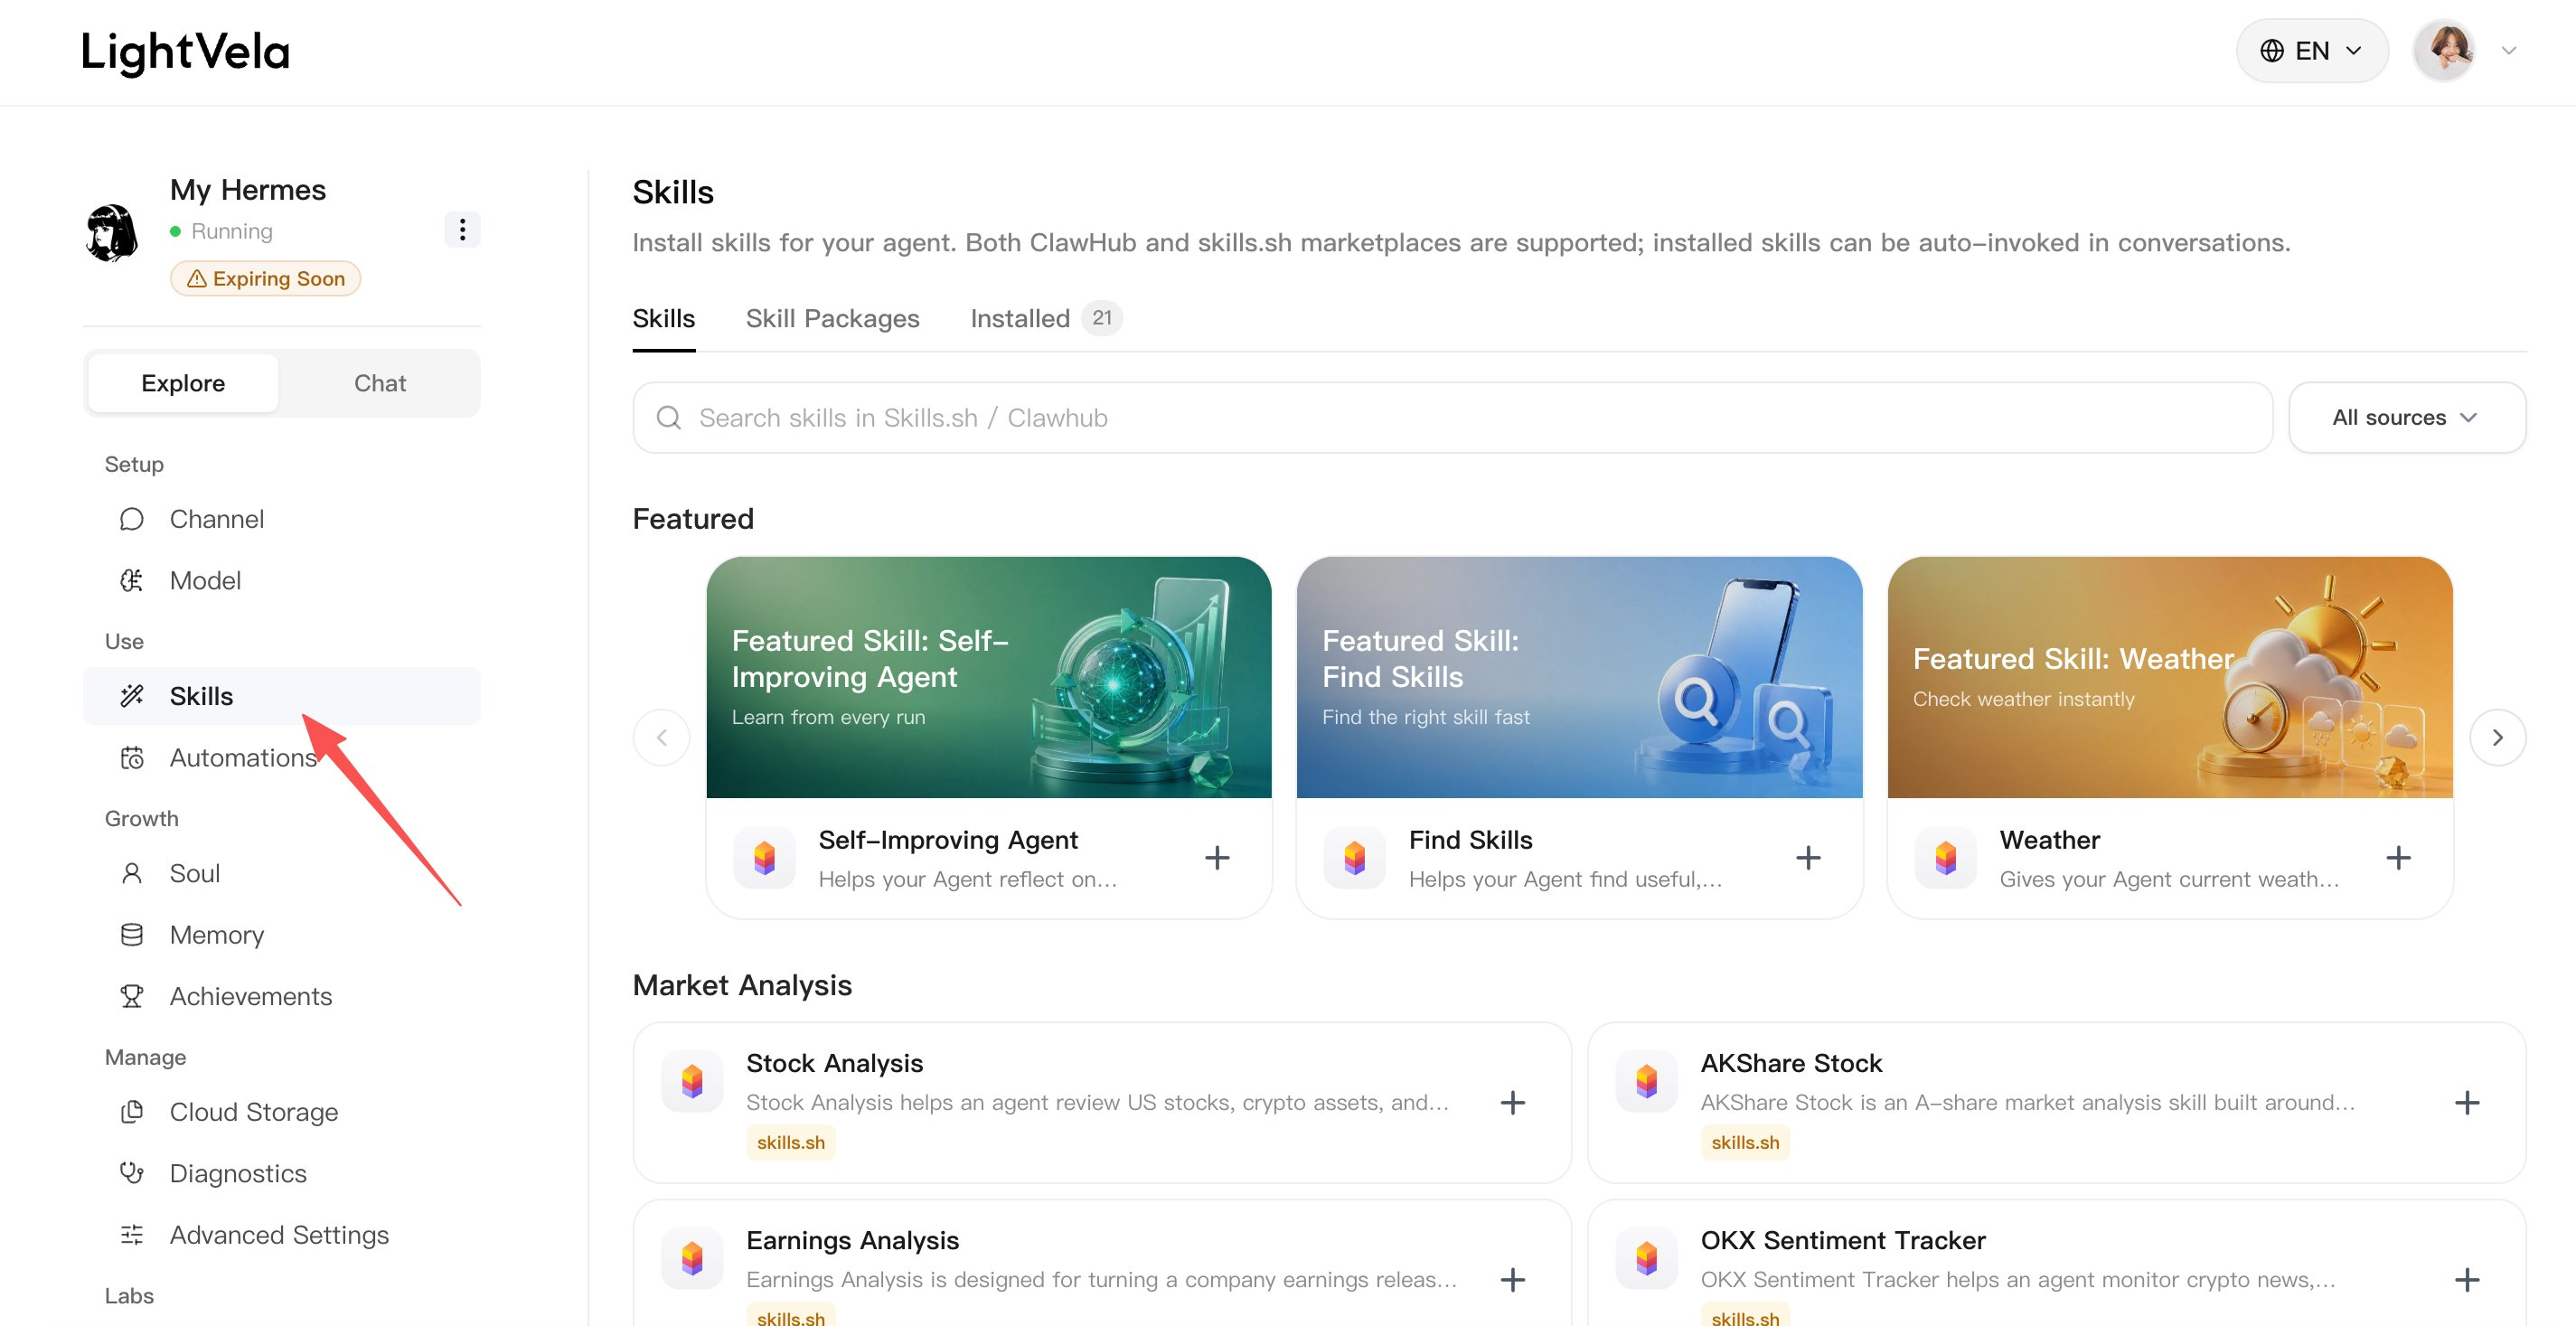 LightVela
EN
My Hermes
Running
Expiring Soon
Explore
Chat
Setup
Channel
Model
Use
Skills
Automations
Growth
Soul
Memory
Achievements
Manage
Cloud Storage
Diagnostics
Advanced Settings
Labs
Skills
Install skills for your agent. Both ClawHub and skills.sh marketplaces are supported; installed skills can be auto-invoked in conversations.
Skills
Skill Packages
Installed 21
Search skills in Skills.sh / Clawhub
All sources
Featured
Featured Skill: Self-
Improving Agent
Learn from every run
Self-Improving Agent
Helps your Agent reflect on...
Featured Skill:
Find Skills
Find the right skill fast
Find Skills
Helps your Agent find useful,...
Featured Skill: Weather
Check weather instantly
Weather
Gives your Agent current weath...
Market Analysis
Stock Analysis
Stock Analysis helps an agent review US stocks, crypto assets, and...
skills.sh
AKShare Stock
AKShare Stock is an A-share market analysis skill built around...
skills.sh
Earnings Analysis
Earnings Analysis is designed for turning a company earnings releas...
skills.sh
OKX Sentiment Tracker
OKX Sentiment Tracker helps an agent monitor crypto news,...
skills.sh